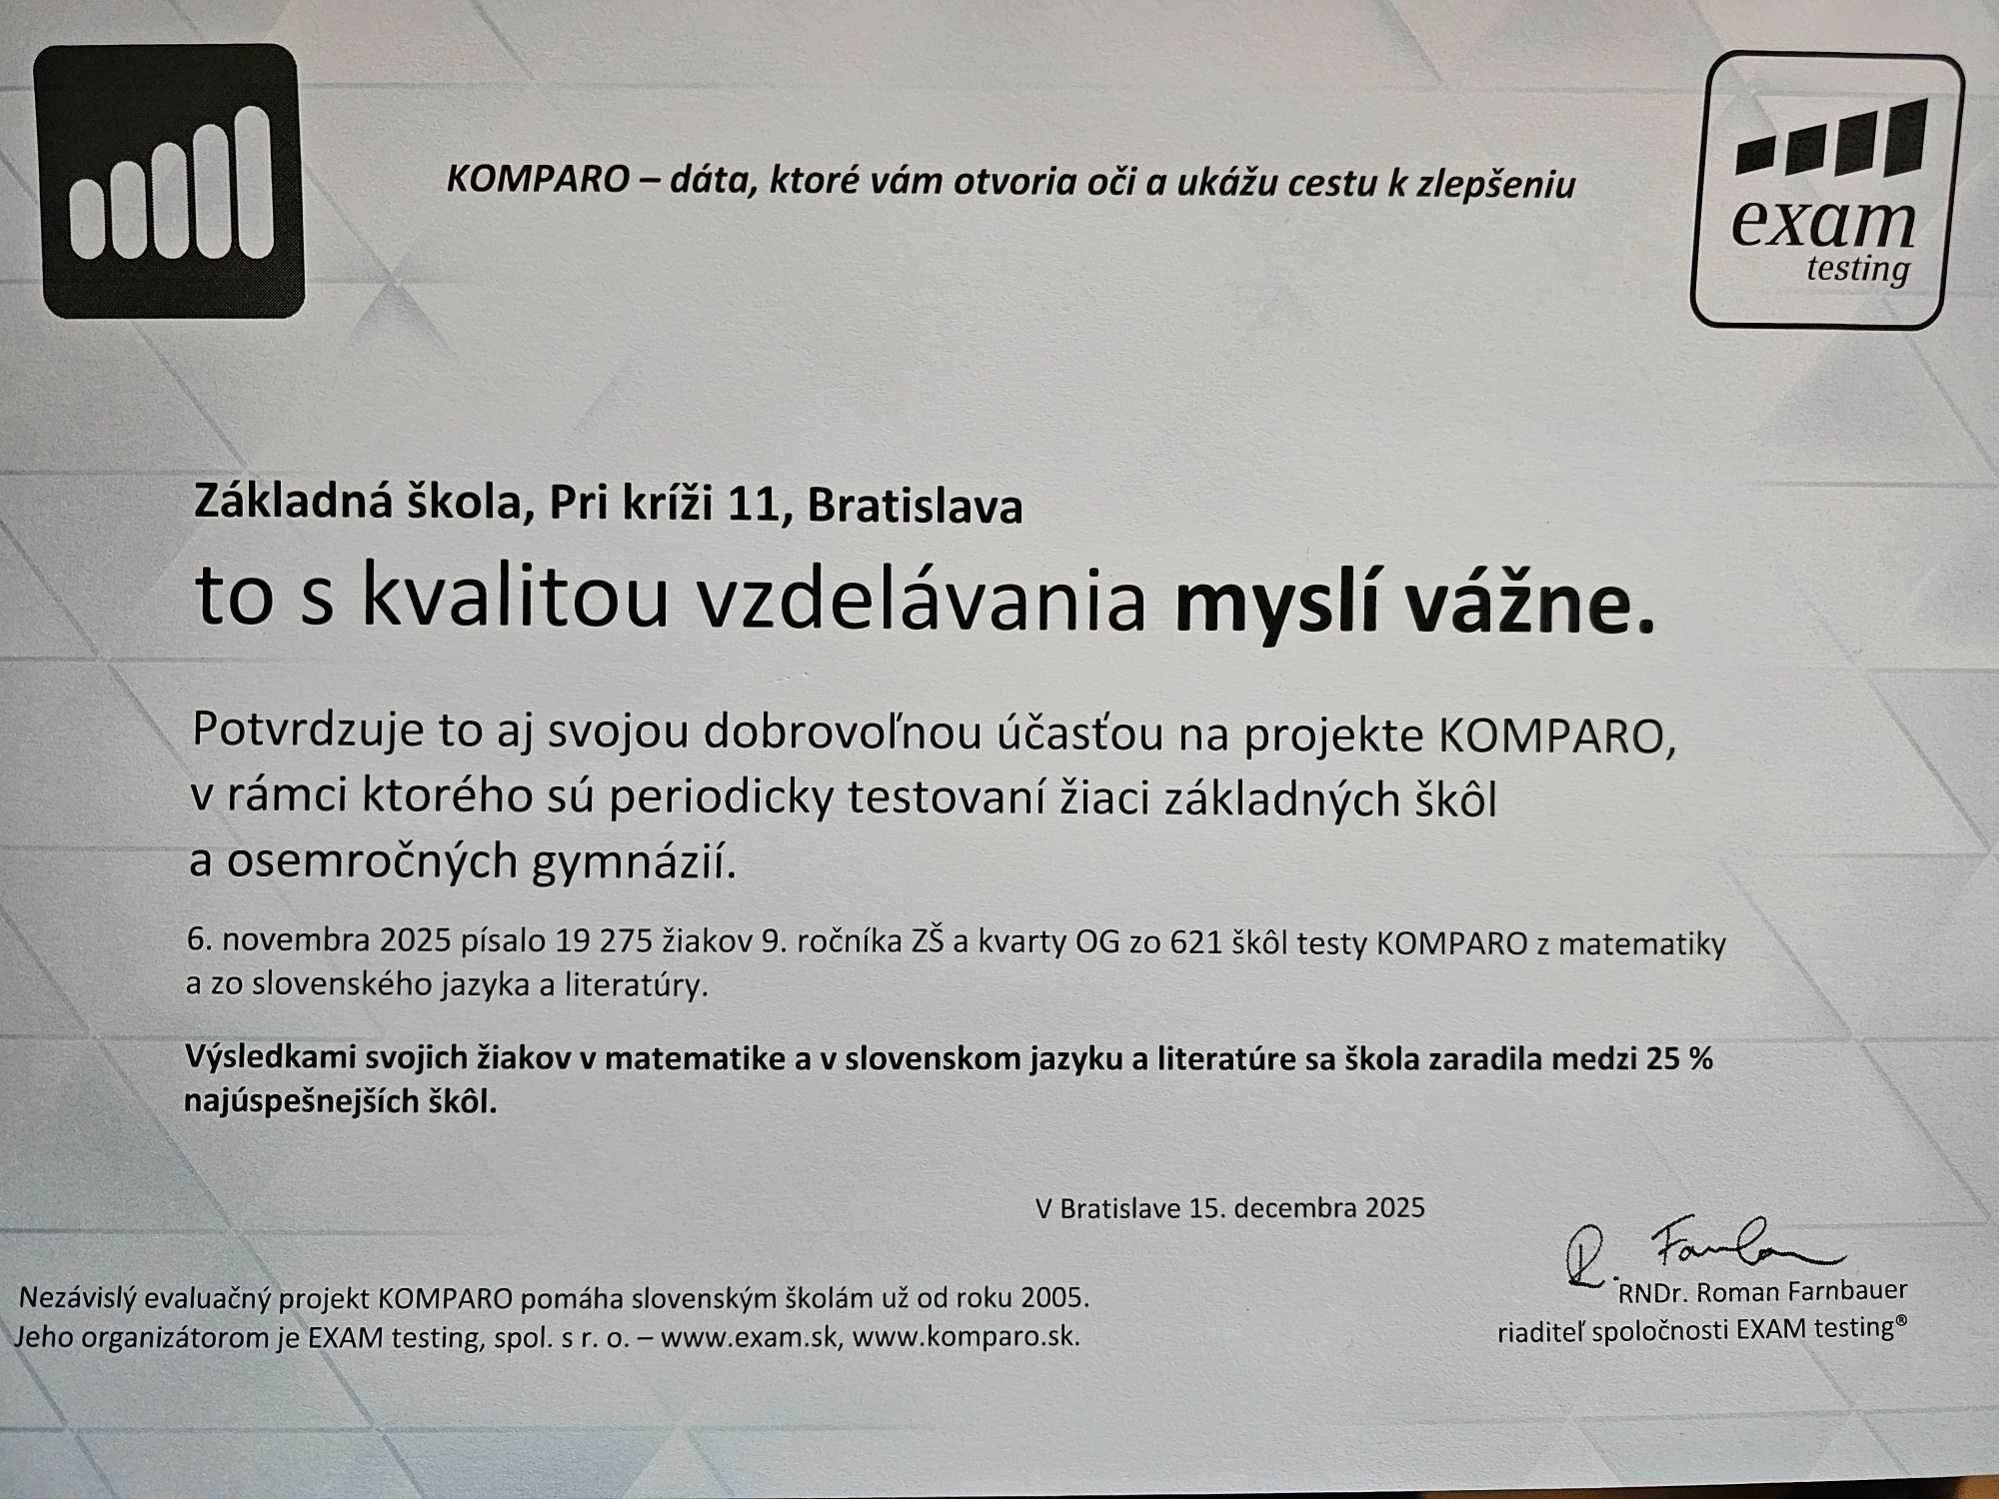 KOMPARO – dáta, ktoré vám otvoria oči a ukážu cestu k zlepšeniu
exam
testing
Základná škola, Pri kríži 11, Bratislava
to s kvalitou vzdelávania myslí vážne.
Potvrdzuje to aj svojou dobrovoľnou účasťou na projekte KOMPARO,
v rámci ktorého sú periodicky testovaní žiaci základných škôl
a osemročných gymnázií.
6. novembra 2025 písalo 19 275 žiakov 9. ročníka ZŠ a kvarty OG zo 621 škôl testy KOMPARO z matematiky
a zo slovenského jazyka a literatúry.
Výsledkami svojich žiakov v matematike a v slovenskom jazyku a literatúre sa škola zaradila medzi 25 %
najúspešnejších škôl.
V Bratislave 15. decembra 2025
RNDr. Roman Farnbauer
riaditeľ spoločnosti EXAM testing®
Nezávislý evaluačný projekt KOMPARO pomáha slovenským školám už od roku 2005.
Jeho organizátorom je EXAM testing, spol. s r. o. – www.exam.sk, www.komparo.sk.